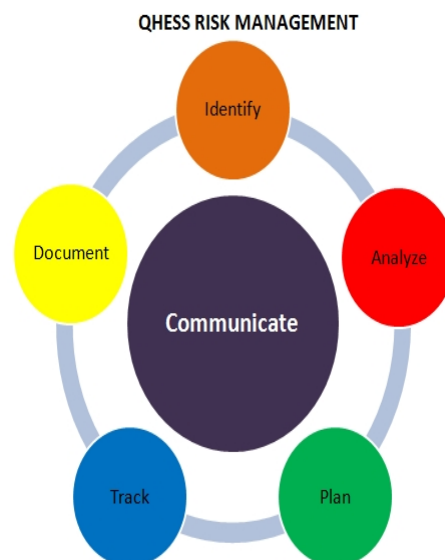 QHESS RISK MANAGEMENT
Identify
Document
Analyze
Communicate
Track
Plan